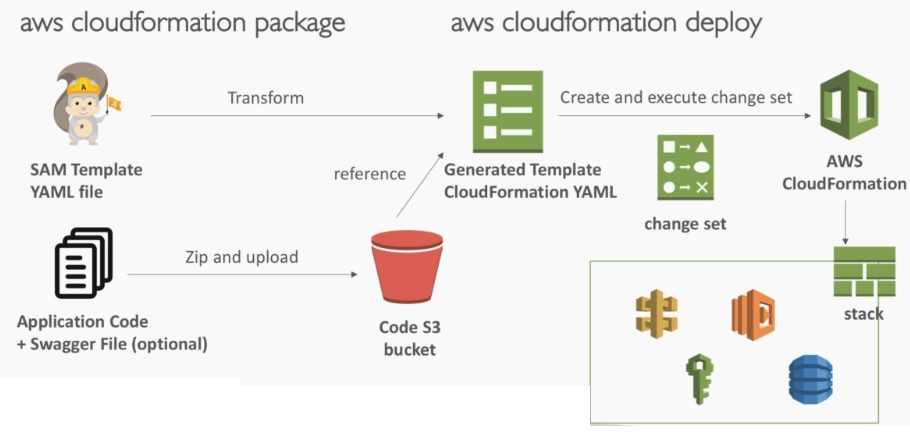 aws cloudformation package
aws cloudformation deploy
Transform
Create and execute change set
SAM Template
YAML file
reference
Generated Template
CloudFormation YAML
AWS
CloudFormation
change set
Zip and upload
Application Code
+ Swagger File (optional)
Code S3
bucket
stack